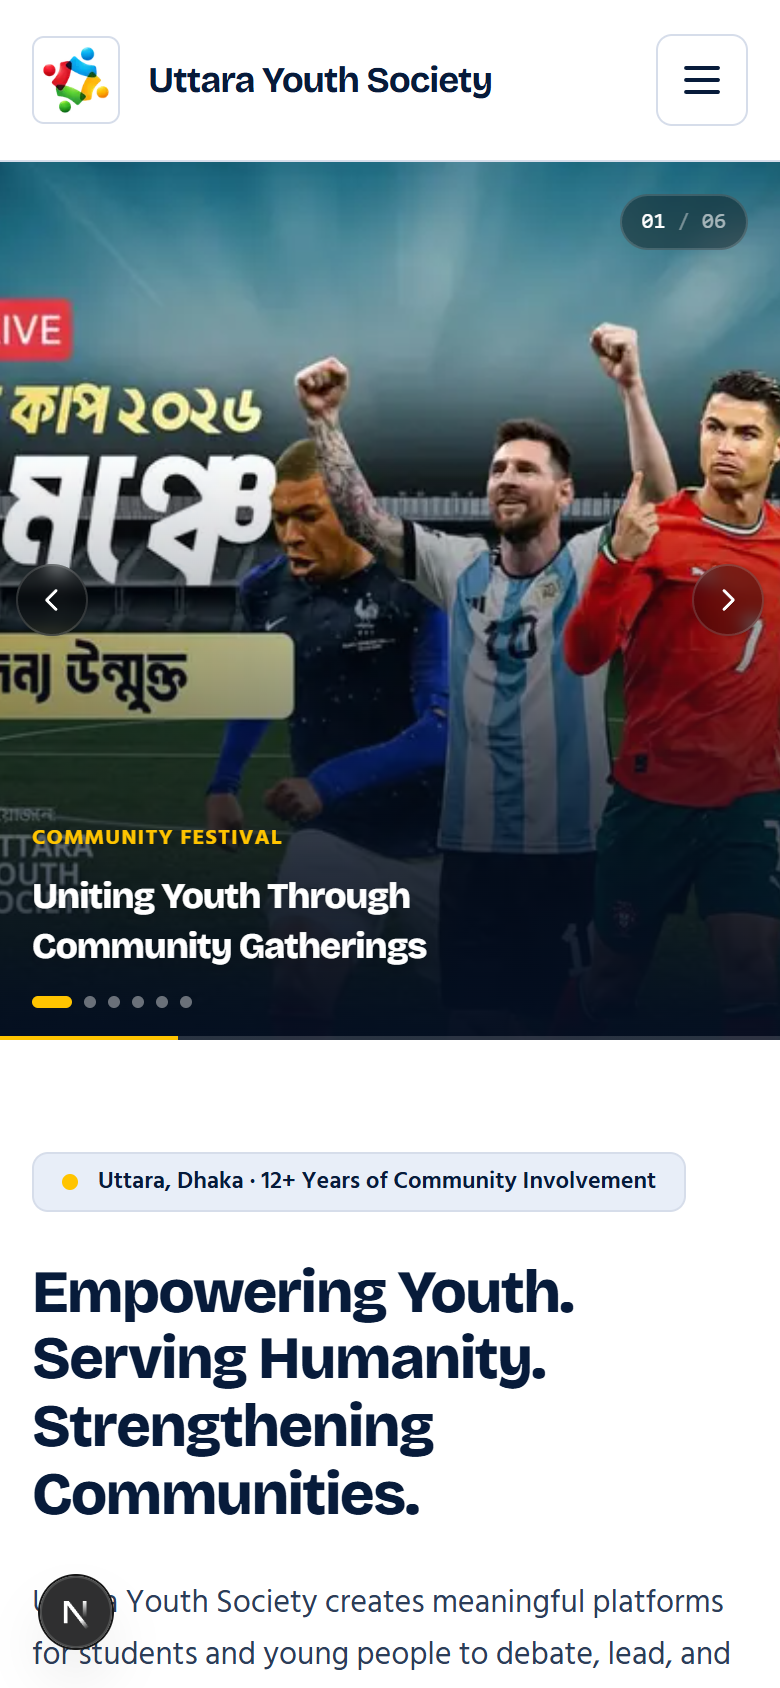 Uttara Youth Society
01 / 06
IVE
কাপ ২০২৬
মঞ্চে
উন্মুক্ত
COMMUNITY FESTIVAL
Uniting Youth Through
Community Gatherings
Uttara, Dhaka · 12+ Years of Community Involvement
Empowering Youth.
Serving Humanity.
Strengthening
Communities.
Youth Society creates meaningful platforms
for students and young people to debate, lead, and